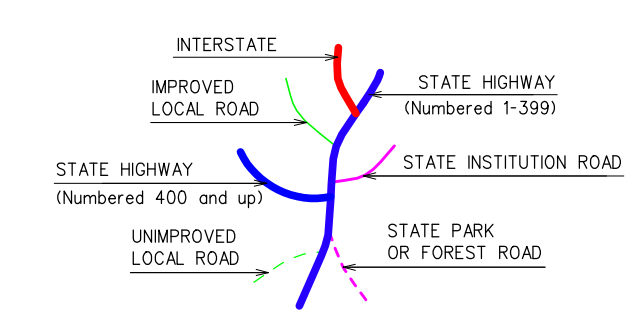 INTERSTATE
IMPROVED
LOCAL ROAD
STATE HIGHWAY
(Numbered 1-399)
STATE HIGHWAY
(Numbered 400 and up)
STATE INSTITUTION ROAD
UNIMPROVED
LOCAL ROAD
STATE PARK
OR FOREST ROAD